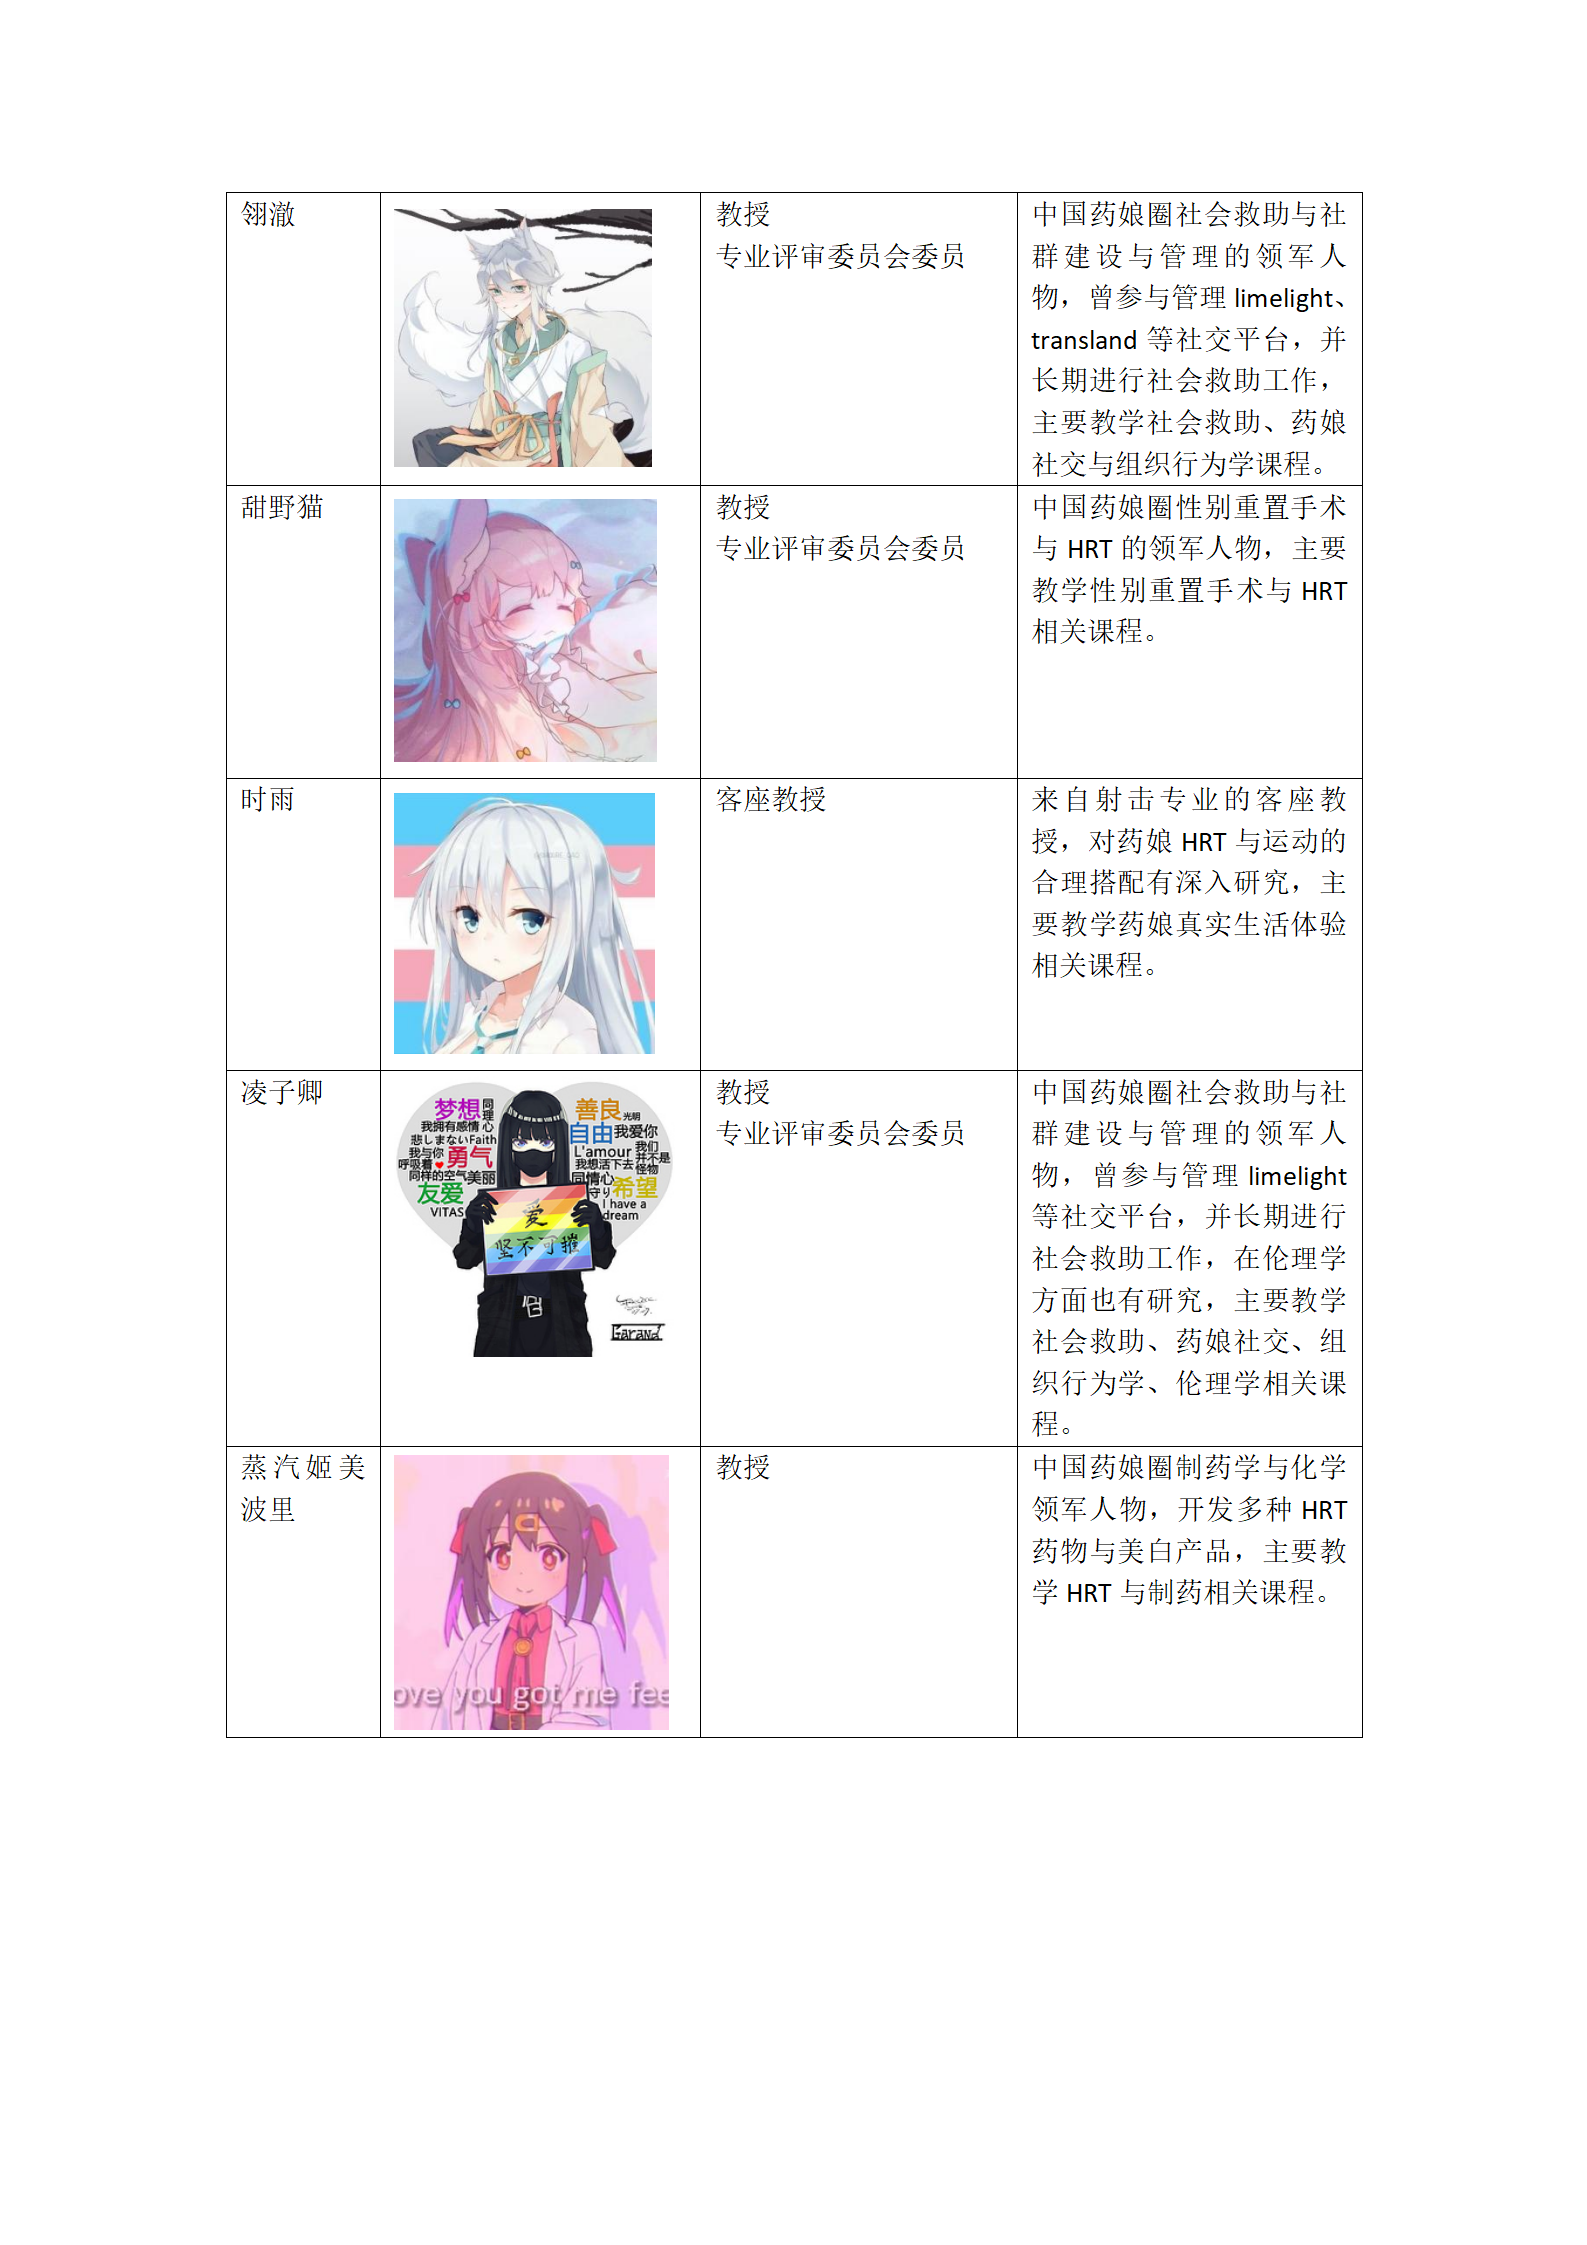 翎澈
教授
专业评审委员会委员
中国药娘圈社会救助与社
群建设与管理的领军人
物，曾参与管理 limelight、
transland 等社交平台，并
长期进行社会救助工作，
主要教学社会救助、药娘
社交与组织行为学课程。
甜野猫
教授
专业评审委员会委员
中国药娘圈性别重置手术
与 HRT 的领军人物，主要
教学性别重置手术与 HRT
相关课程。
时雨
客座教授
来自射击专业的客座教
授，对药娘 HRT 与运动的
合理搭配有深入研究，主
要教学药娘真实生活体验
相关课程。
凌子卿
梦想
同理心
我拥有感情
悲しまないFaith
我与你
呼吸着❤
勇气
同样的空气美丽
友爱
VITAS
善良
光明
自由
我爱你
L'amour
我们
并不是
怪物
我想活下去
同情心
守り
希望
I have a
dream
爱
坚不可摧
Garand
教授
专业评审委员会委员
中国药娘圈社会救助与社
群建设与管理的领军人
物，曾参与管理 limelight
等社交平台，并长期进行
社会救助工作，在伦理学
方面也有研究，主要教学
社会救助、药娘社交、组
织行为学、伦理学相关课
程。
蒸汽姬美
波里
ove you got me fee
教授
中国药娘圈制药学与化学
领军人物，开发多种 HRT
药物与美白产品，主要教
学 HRT 与制药相关课程。